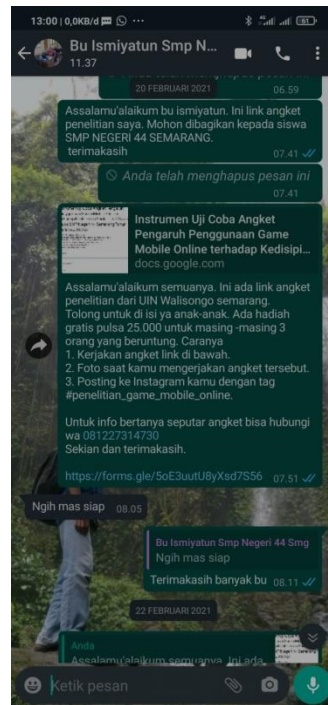 13:00 | 0,0KB/d
61
Bu Ismiyatun Smp N...
11.37
06.59
20 FEBRUARI 2021
Assalamu'alaikum bu ismiyatun. Ini link angket
penelitian saya. Mohon dibagikan kepada siswa
SMP NEGERI 44 SEMARANG.
terimakasih
07.41
Anda telah menghapus pesan ini
07.41
Instrumen Uji Coba Angket
Pengaruh Penggunaan Game
Mobile Online terhadap Kedisipi...
docs.google.com
Assalamu'alaikum semuanya. Ini ada link angket
penelitian dari UIN Walisongo semarang.
Tolong untuk di isi ya anak-anak. Ada hadiah
gratis pulsa 25.000 untuk masing -masing 3
orang yang beruntung. Caranya
1. Kerjakan angket link di bawah.
2. Foto saat kamu mengerjakan angket tersebut.
3. Posting ke Instagram kamu dengan tag
#penelitian_game_mobile_online.
Untuk info bertanya seputar angket bisa hubungi
wa 081227314730
Sekian dan terimakasih.
https://forms.gle/5oE3uutU8yXsd7S56 07.51
Ngih mas siap 08.05
Bu Ismiyatun Smp Negeri 44 Smg
Ngih mas siap
Terimakasih banyak bu 08.11
22 FEBRUARI 2021
Anda
Assalamu'alaikum semuanya. Ini ada
Ketik pesan